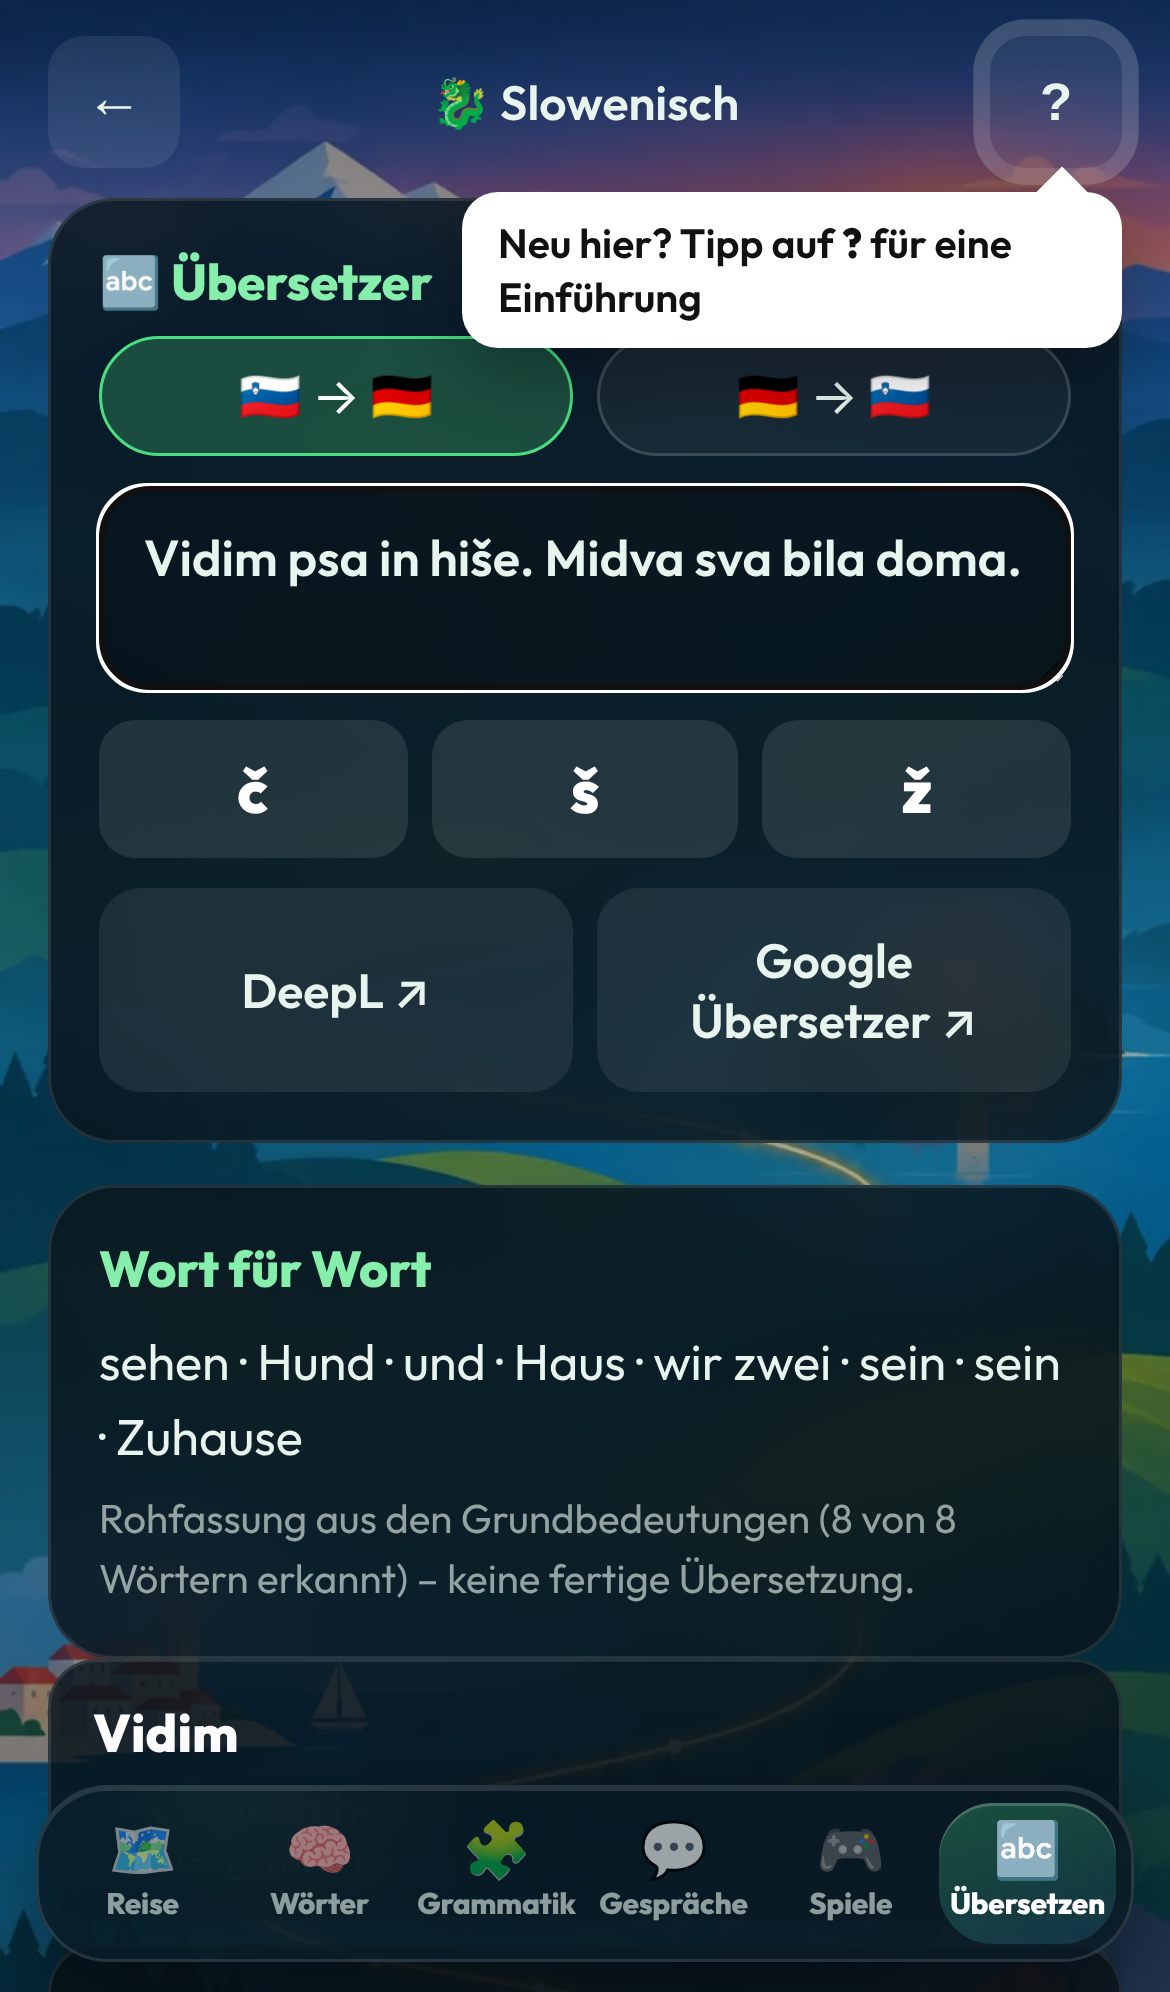 ←
🐉 Slowenisch
?
Neu hier? Tipp auf ? für eine
Einführung
🔤 Übersetzer
🇸🇮 → 🇩🇪
🇩🇪 → 🇸🇮
Vidim psa in hiše. Midva sva bila doma.
č
š
ž
DeepL ↗
Google
Übersetzer ↗
Wort für Wort
sehen · Hund · und · Haus · wir zwei · sein · sein
· Zuhause
Rohfassung aus den Grundbedeutungen (8 von 8
Wörtern erkannt) – keine fertige Übersetzung.
Vidim
Reise
Wörter
Grammatik
Gespräche
Spiele
Übersetzen